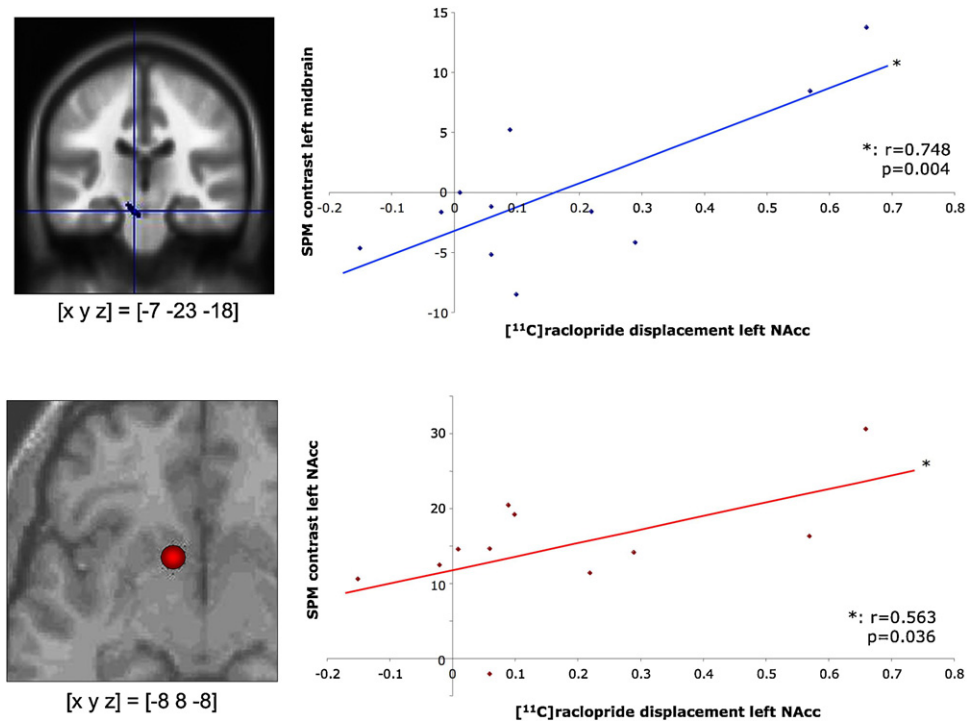 15
10
5
0
-5
-10
-0.2 -0.1 0 0.1 0.2 0.3 0.4 0.5 0.6 0.7 0.8
SPM contrast left midbrain
*
*: r=0.748
p=0.004
[¹¹C]raclopride displacement left NAcc
[x y z] = [-7 -23 -18]
30
20
10
0
-0.2 -0.1 0 0.1 0.2 0.3 0.4 0.5 0.6 0.7 0.8
SPM contrast left NAcc
*
*: r=0.563
p=0.036
[¹¹C]raclopride displacement left NAcc
[x y z] = [-8 8 -8]